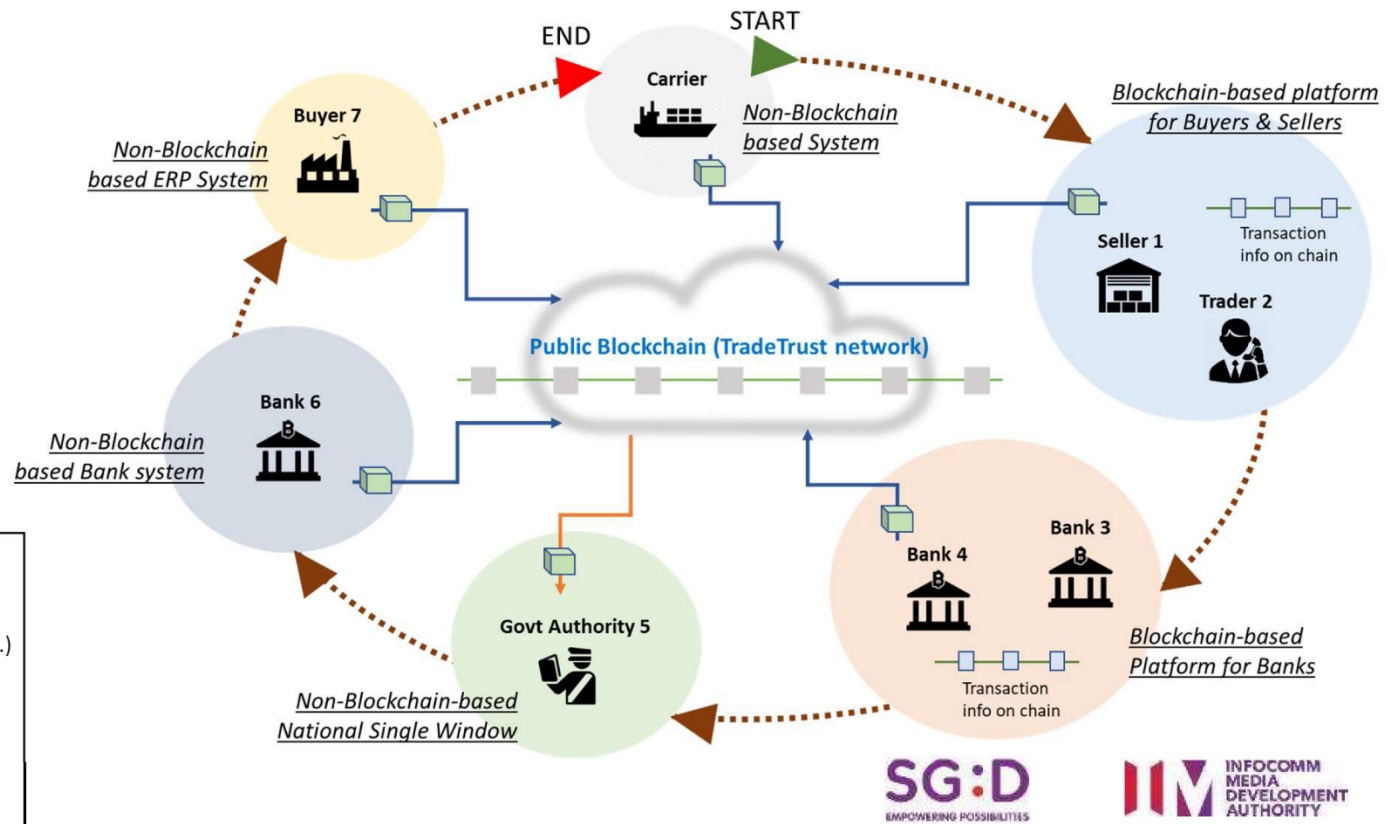 START
END
Carrier
Non-Blockchain
based System
Blockchain-based platform
for Buyers & Sellers
Seller 1
Trader 2
Transaction
info on chain
Buyer 7
Non-Blockchain
based ERP System
Public Blockchain (TradeTrust network)
Bank 6
Non-Blockchain
based Bank system
Bank 3
Bank 4
Transaction
info on chain
Blockchain-based
Platform for Banks
Govt Authority 5
Non-Blockchain-based
National Single Window
.)
SG:D
EMPOWERING POSSIBILITIES
IM
INFOCOMM
MEDIA
DEVELOPMENT
AUTHORITY